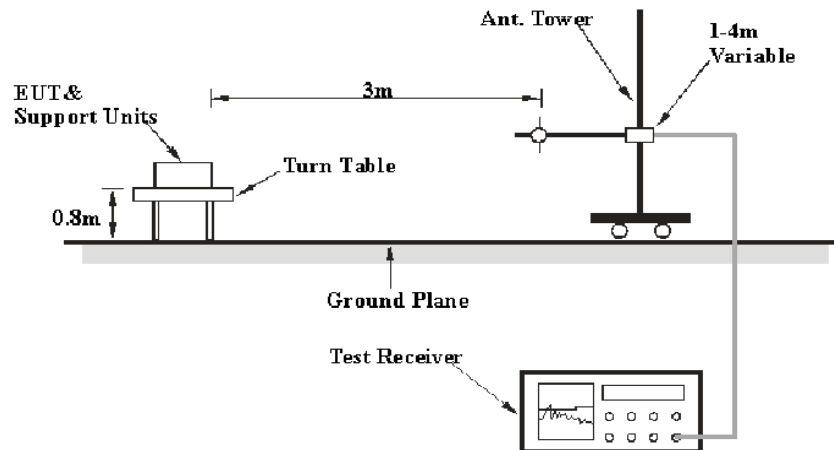 Ant. Tower
1-4m
Variable
EUT&
Support Units
3m
Turn Table
0.8m
Ground Plane
Test Receiver